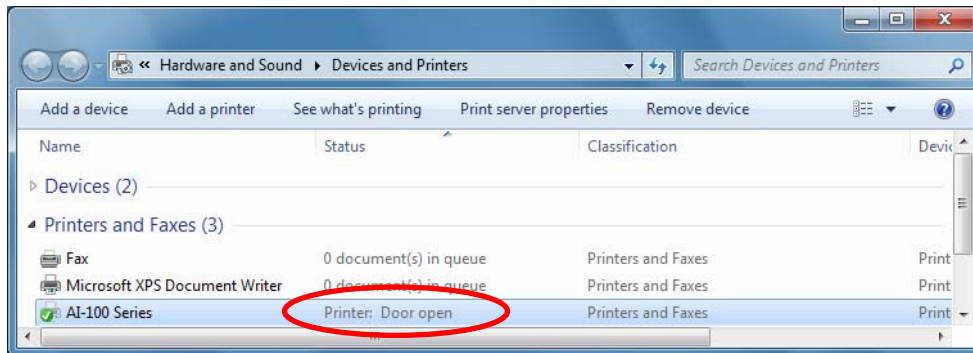 « Hardware and Sound ▸ Devices and Printers Search Devices and Printers
Add a device Add a printer See what's printing Print server properties Remove device
Name Status Classification
Devices (2)
Printers and Faxes (3)
Fax 0 document(s) in queue Printers and Faxes Print
Microsoft XPS Document Writer 0 document(s) in queue Printers and Faxes Print
AI-100 Series Printer: Door open Printers and Faxes Print